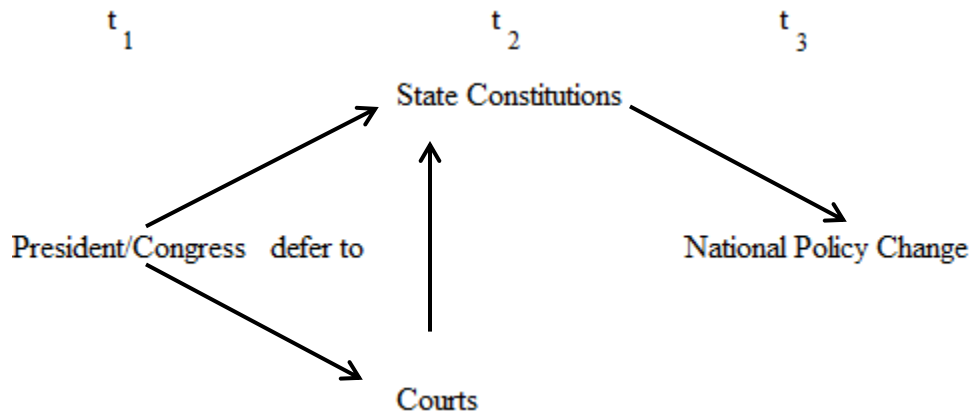 t1 t2 t3
State Constitutions
President/Congress defer to National Policy Change
Courts